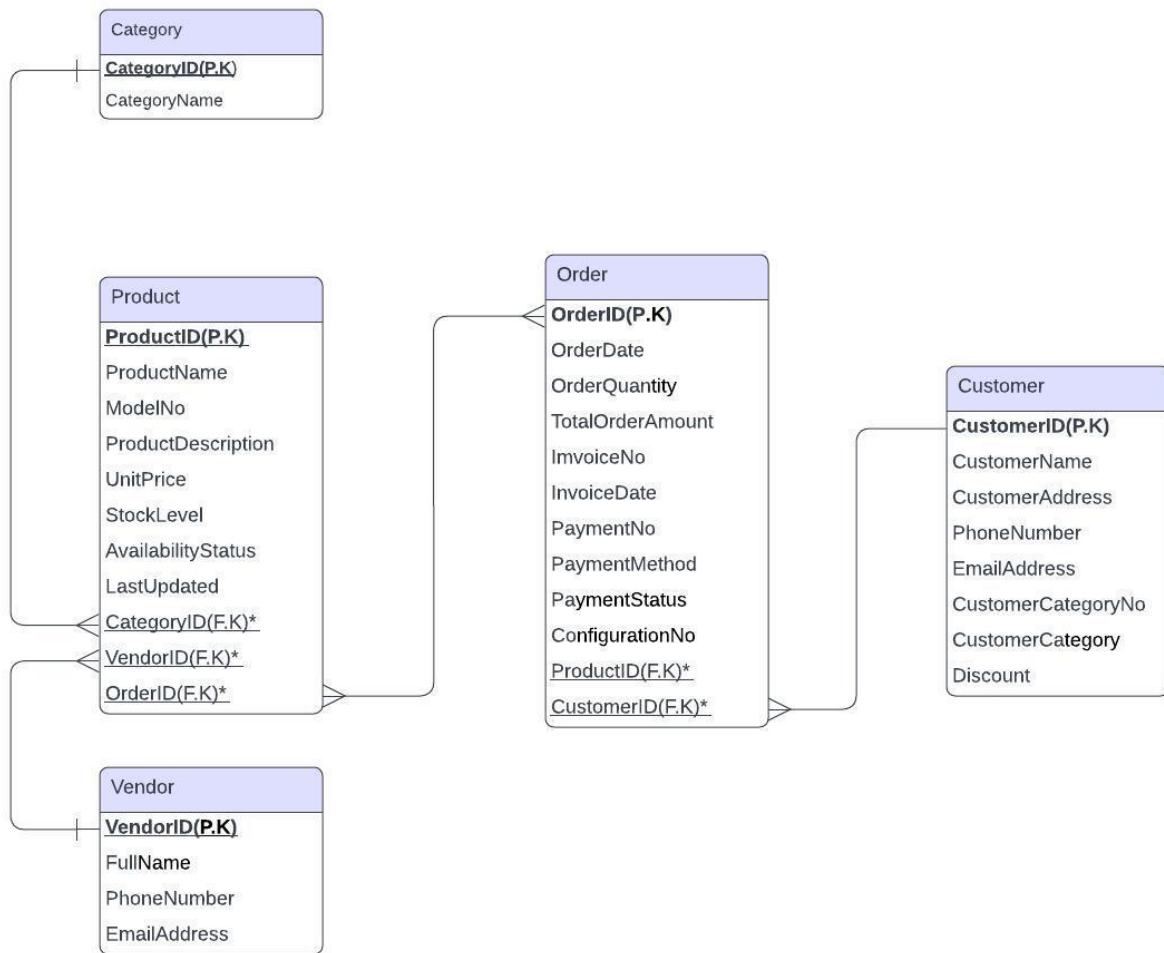 Category
CategoryID(P.K)
CategoryName
Product
ProductID(P.K)
ProductName
ModelNo
ProductDescription
UnitPrice
StockLevel
AvailabilityStatus
LastUpdated
CategoryID(F.K)*
VendorID(F.K)*
OrderID(F.K)*
Vendor
VendorID(P.K)
FullName
PhoneNumber
EmailAddress
Order
OrderID(P.K)
OrderDate
OrderQuantity
TotalOrderAmount
ImvoiceNo
InvoiceDate
PaymentNo
PaymentMethod
PaymentStatus
ConfigurationNo
ProductID(F.K)*
CustomerID(F.K)*
Customer
CustomerID(P.K)
CustomerName
CustomerAddress
PhoneNumber
EmailAddress
CustomerCategoryNo
CustomerCategory
Discount